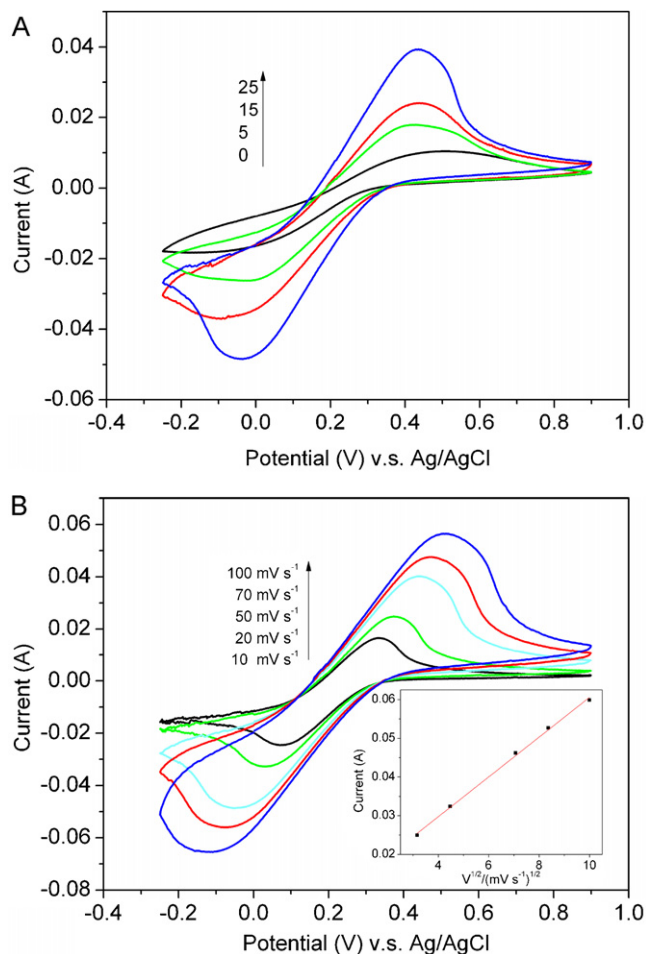 A
0.04
0.02
0.00
-0.02
-0.04
-0.06
Current (A)
25
15
5
0
-0.4 -0.2 0.0 0.2 0.4 0.6 0.8 1.0
Potential (V) v.s. Ag/AgCl
B
0.06
0.04
0.02
0.00
-0.02
-0.04
-0.06
-0.08
Current (A)
100 mV s⁻¹
70 mV s⁻¹
50 mV s⁻¹
20 mV s⁻¹
10 mV s⁻¹
0.06
0.05
0.04
0.03
0.02
Current (A)
4 6 8 10
V¹/²/(mV s⁻¹)¹/²
-0.4 -0.2 0.0 0.2 0.4 0.6 0.8 1.0
Potential (V) v.s. Ag/AgCl